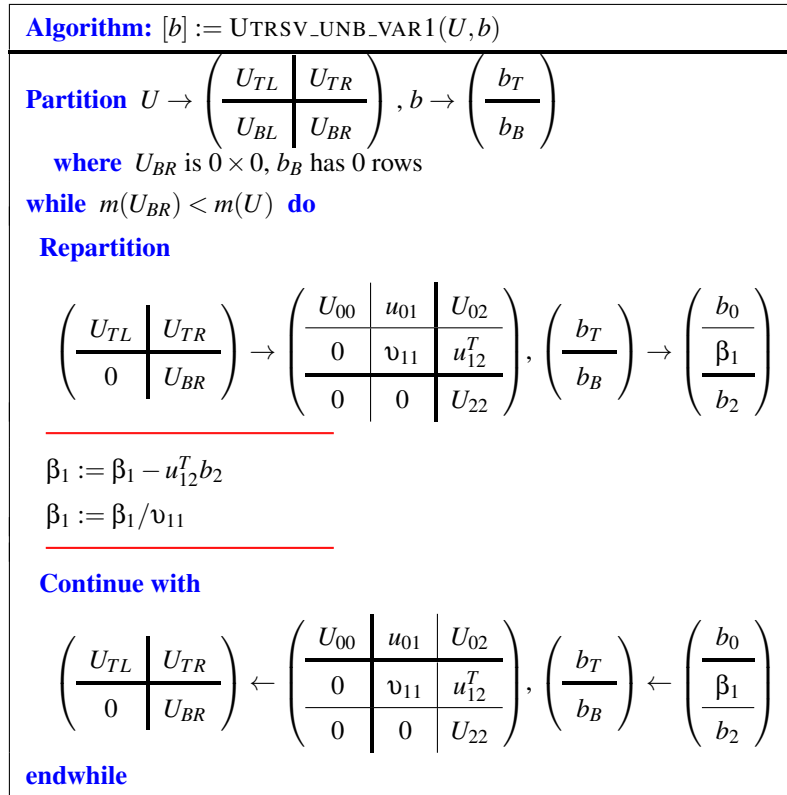 Algorithm: [b] := UTRSV_UNB_VAR1(U, b)
Partition U → ( U_TL | U_TR ; U_BL | U_BR ) , b → ( b_T ; b_B )
where U_BR is 0 × 0, b_B has 0 rows
while m(U_BR) < m(U) do
Repartition
( U_TL | U_TR ; 0 | U_BR ) → ( U_00 | u_01 | U_02 ; 0 | υ_11 | u_12^T ; 0 | 0 | U_22 ) , ( b_T ; b_B ) → ( b_0 ; β_1 ; b_2 )
β_1 := β_1 − u_12^T b_2
β_1 := β_1/υ_11
Continue with
( U_TL | U_TR ; 0 | U_BR ) ← ( U_00 | u_01 | U_02 ; 0 | υ_11 | u_12^T ; 0 | 0 | U_22 ) , ( b_T ; b_B ) ← ( b_0 ; β_1 ; b_2 )
endwhile